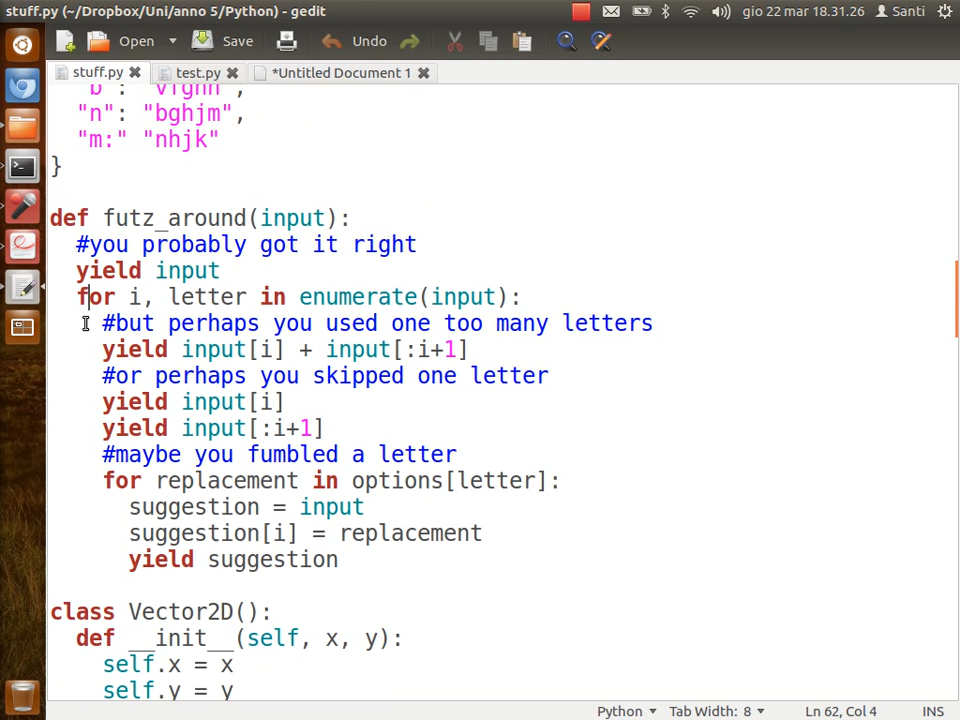 stuff.py (~/Dropbox/Uni/anno 5/Python) - gedit
gio 22 mar 18.31.26
Santi
Open
Save
Undo
stuff.py
test.py
*Untitled Document 1
"b": "vfghn",
"n": "bghjm",
"m:" "nhjk"
}
def futz_around(input):
#you probably got it right
yield input
for i, letter in enumerate(input):
#but perhaps you used one too many letters
yield input[i] + input[:i+1]
#or perhaps you skipped one letter
yield input[i]
yield input[:i+1]
#maybe you fumbled a letter
for replacement in options[letter]:
suggestion = input
suggestion[i] = replacement
yield suggestion
class Vector2D():
def __init__(self, x, y):
self.x = x
self.y = y
Python
Tab Width: 8
Ln 62, Col 4
INS